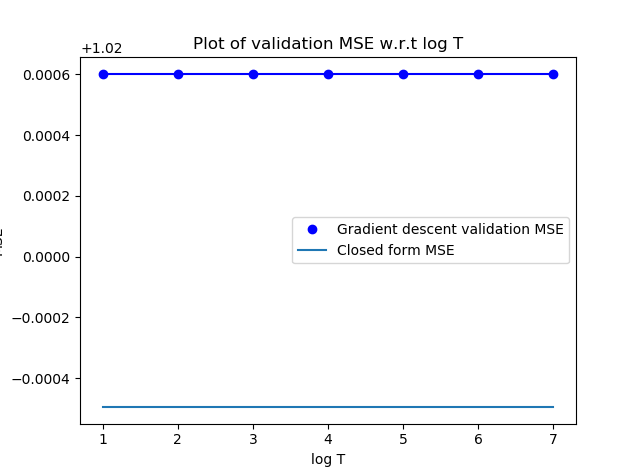 Plot of validation MSE w.r.t log T
+1.02
0.0006
0.0004
0.0002
0.0000
−0.0002
−0.0004
Gradient descent validation MSE
Closed form MSE
1 2 3 4 5 6 7
log T